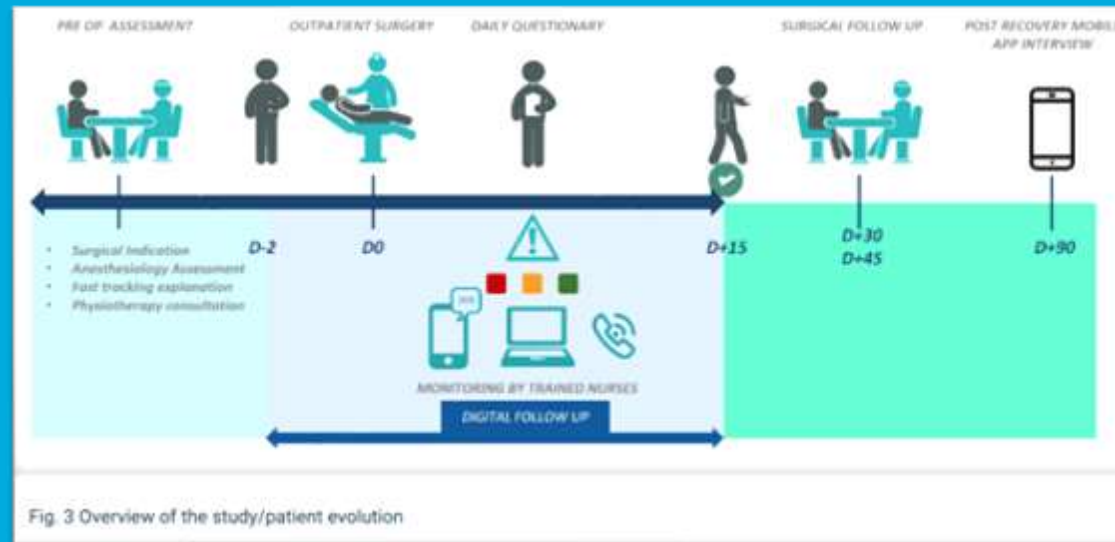 PRE OP ASSESSMENT
OUTPATIENT SURGERY
DAILY QUESTIONARY
SURGICAL FOLLOW UP
POST RECOVERY MOBIL
APP INTERVIEW
D-2
D0
D+15
D+30
D+45
D+90
• Surgical Indication
• Anesthesiology Assessment
• Fast tracking explanation
• Physiotherapy consultation
MONITORING BY TRAINED NURSES
DIGITAL FOLLOW UP
Fig. 3 Overview of the study/patient evolution